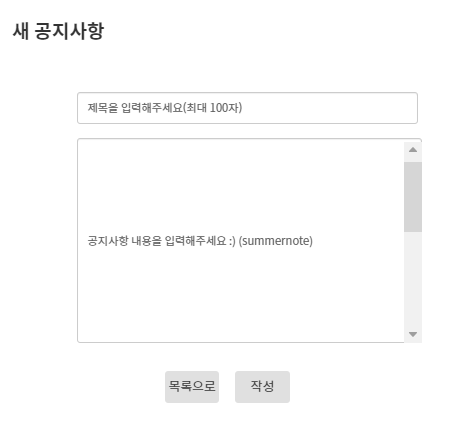 새 공지사항
제목을 입력해주세요(최대 100자)
공지사항 내용을 입력해주세요 :) (summernote)
목록으로
작성